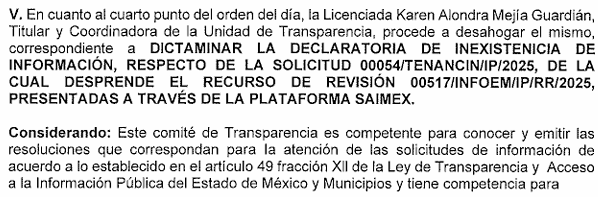 V. En cuanto al cuarto punto del orden del día, la Licenciada Karen Alondra Mejía Guardián,
Titular y Coordinadora de la Unidad de Transparencia, procede a desahogar el mismo,
correspondiente a DICTAMINAR LA DECLARATORIA DE INEXISTENICIA DE
INFORMACIÓN, RESPECTO DE LA SOLICITUD 00054/TENANCIN/IP/2025, DE LA
CUAL DESPRENDE EL RECURSO DE REVISIÓN 00517/INFOEM/IP/RR/2025,
PRESENTADAS A TRAVÉS DE LA PLATAFORMA SAIMEX.
Considerando: Este comité de Transparencia es competente para conocer y emitir las
resoluciones que correspondan para la atención de las solicitudes de información de
acuerdo a lo establecido en el artículo 49 fracción XII de la Ley de Transparencia y Acceso
a la Información Pública del Estado de México y Municipios y tiene competencia para